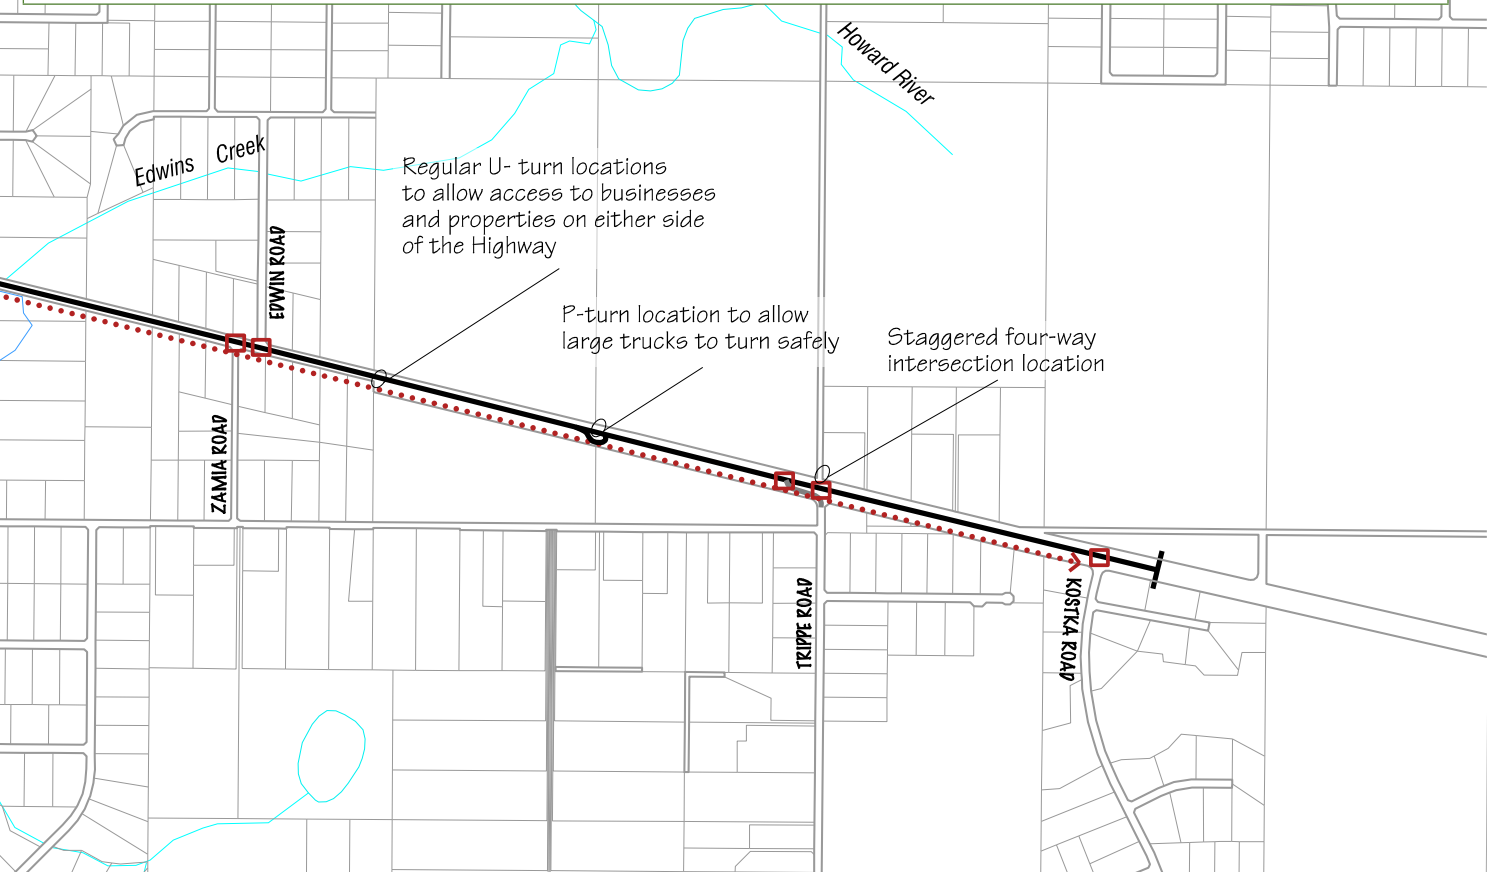 Howard River
Edwins Creek
Regular U- turn locations
to allow access to businesses
and properties on either side
of the Highway
EDWIN ROAD
P-turn location to allow
large trucks to turn safely
Staggered four-way
intersection location
ZAMIA ROAD
TRIPPE ROAD
KOSTKA ROAD